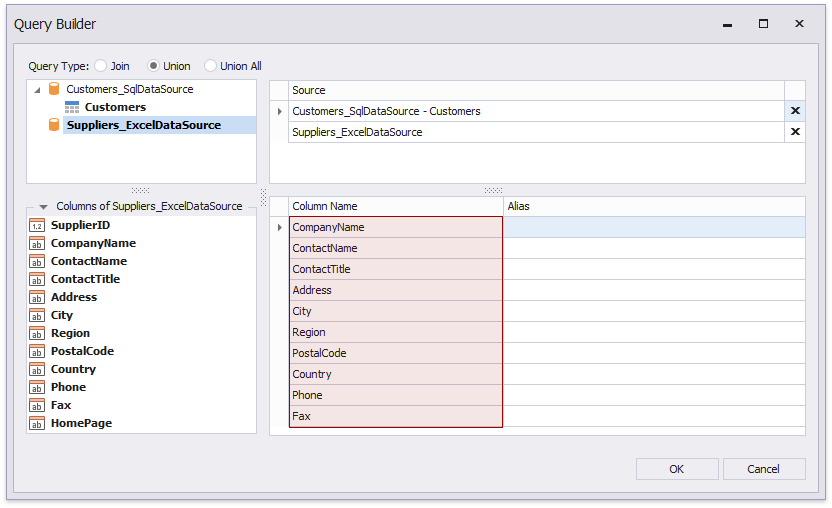 Query Builder
Query Type: Join Union Union All
Customers_SqlDataSource
Customers
Suppliers_ExcelDataSource
Source
Customers_SqlDataSource - Customers
Suppliers_ExcelDataSource
Columns of Suppliers_ExcelDataSource
1.2 SupplierID
ab CompanyName
ab ContactName
ab ContactTitle
ab Address
ab City
ab Region
ab PostalCode
ab Country
ab Phone
ab Fax
ab HomePage
Column Name Alias
CompanyName
ContactName
ContactTitle
Address
City
Region
PostalCode
Country
Phone
Fax
OK Cancel